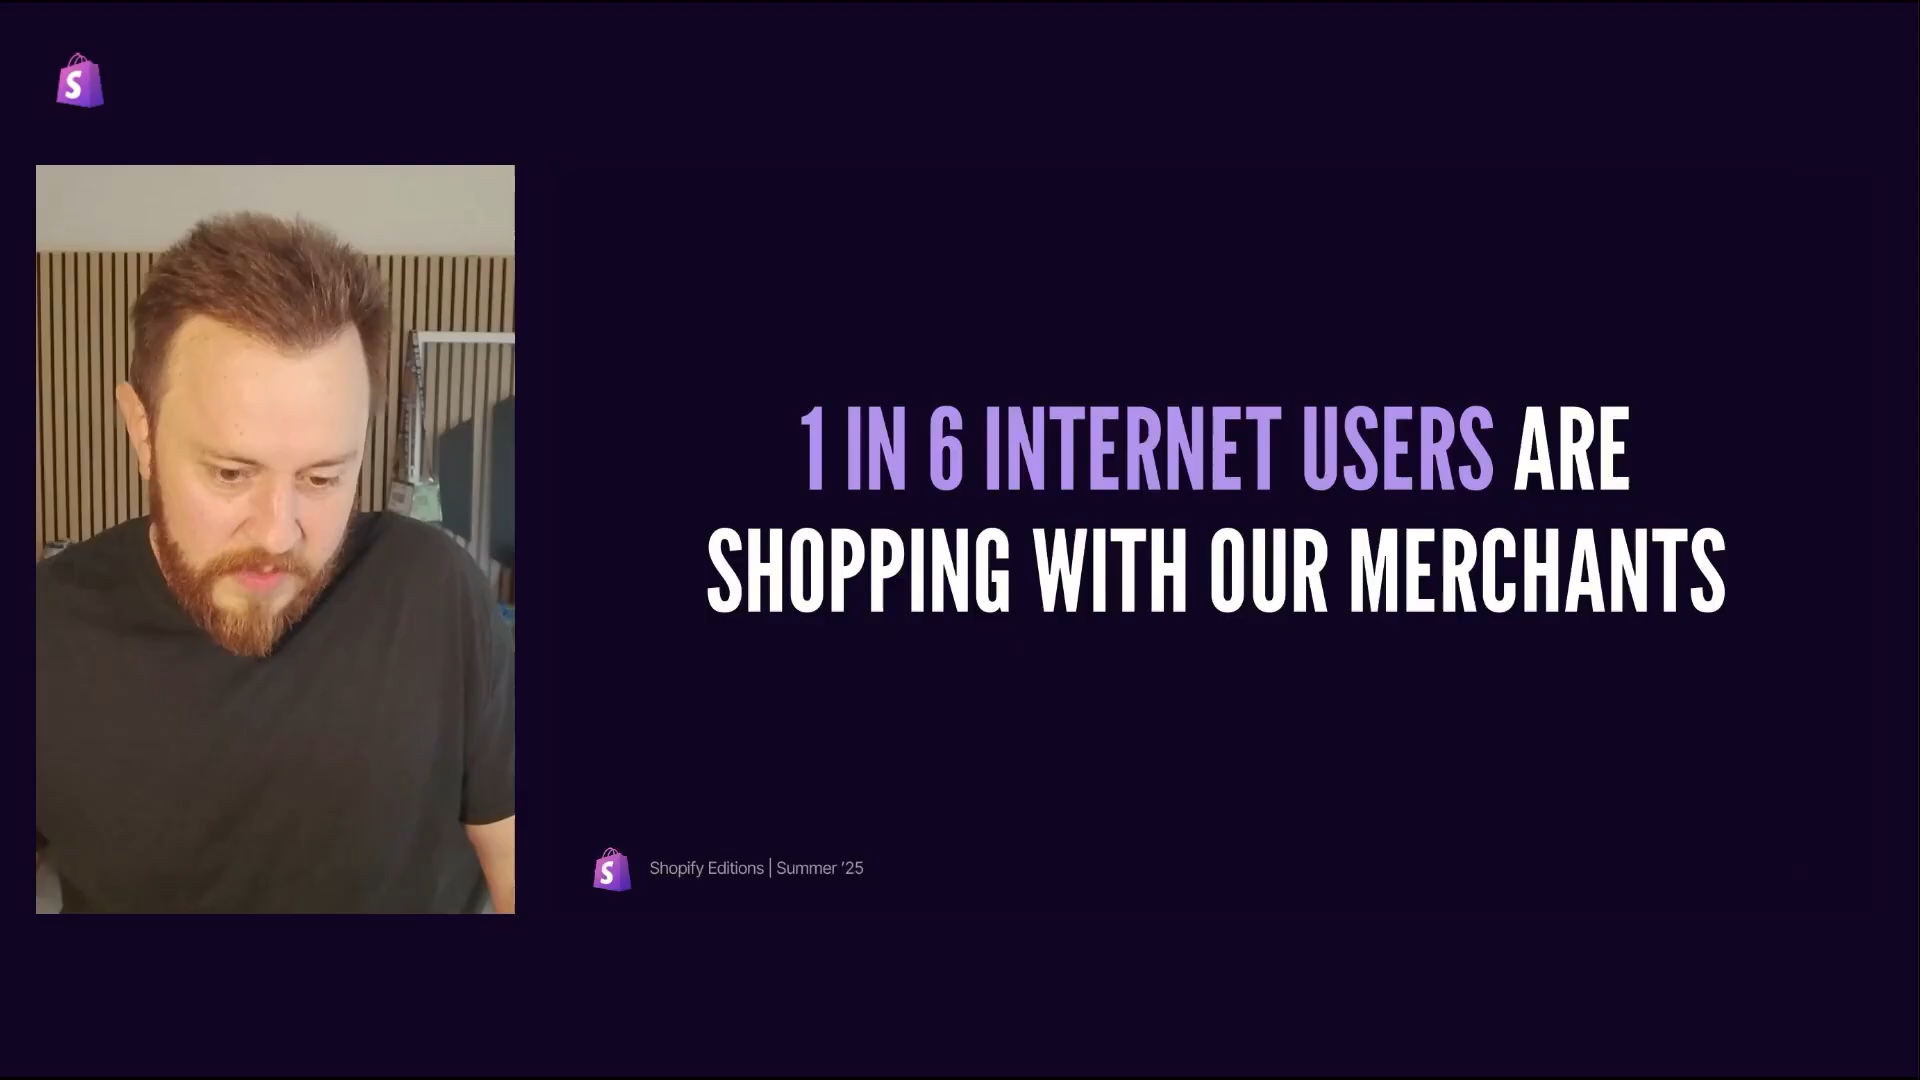 S
1 IN 6 INTERNET USERS ARE
SHOPPING WITH OUR MERCHANTS
S
Shopify Editions | Summer '25